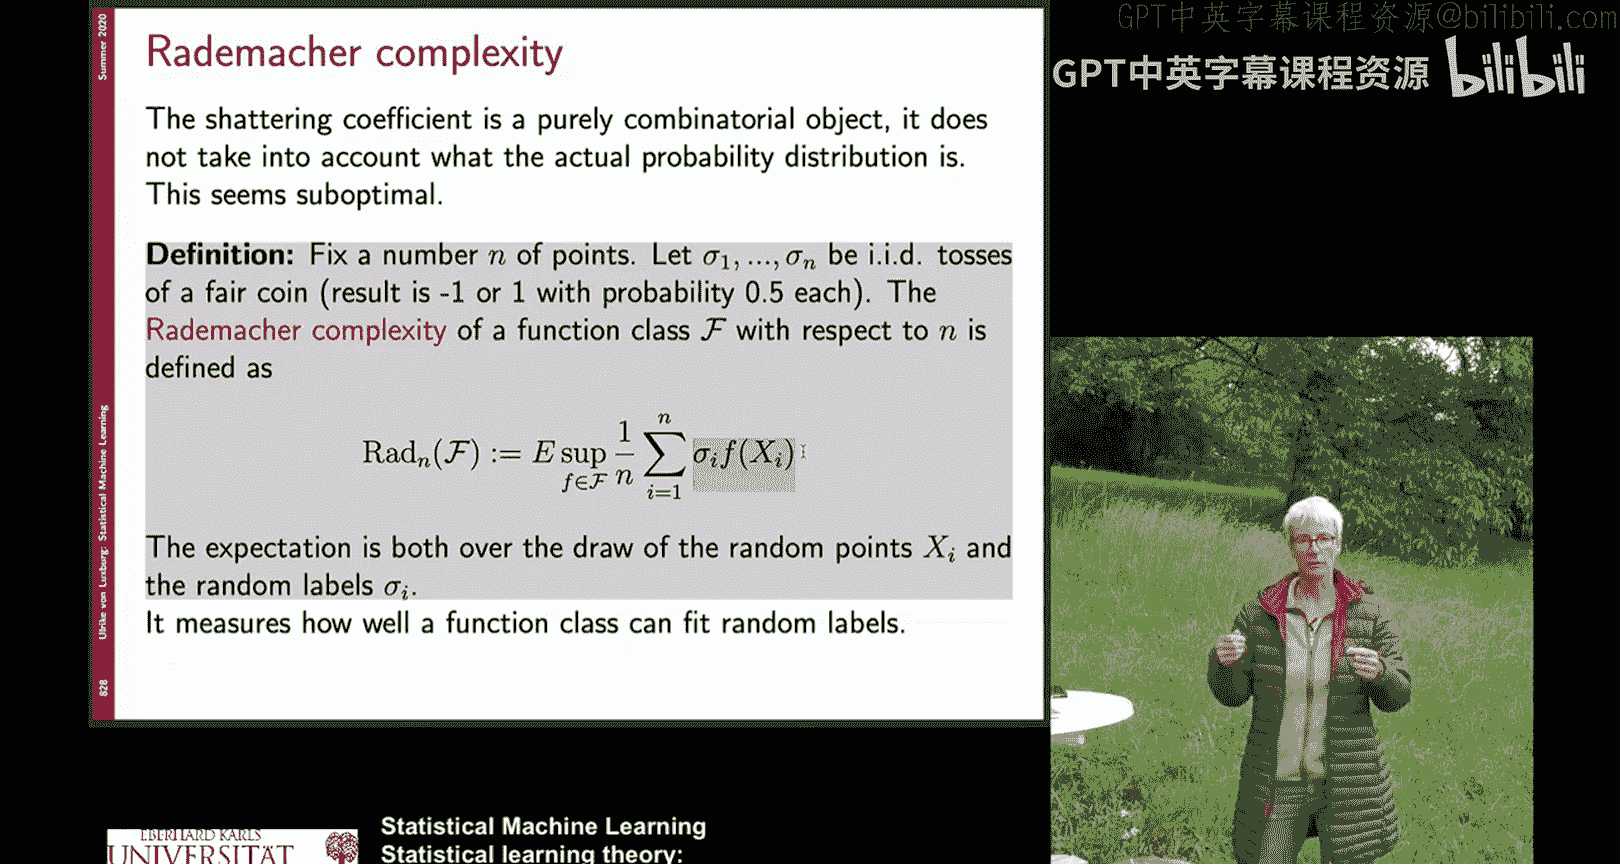 GPT中英字幕课程资源@bilibili.com
GPT中英字幕课程资源 bilibili
Summer 2020
Rademacher complexity
The shattering coefficient is a purely combinatorial object, it does
not take into account what the actual probability distribution is.
This seems suboptimal.
Definition: Fix a number n of points. Let σ₁, ..., σₙ be i.i.d. tosses
of a fair coin (result is -1 or 1 with probability 0.5 each). The
Rademacher complexity of a function class 𝓕 with respect to n is
defined as
Radₙ(𝓕) := E sup_{f∈𝓕} 1/n ∑_{i=1}^{n} σᵢf(Xᵢ)
The expectation is both over the draw of the random points Xᵢ and
the random labels σᵢ.
It measures how well a function class can fit random labels.
Ulrike von Luxburg: Statistical Machine Learning
828
EBERHARD KARLS
UNIVERSITÄT
Statistical Machine Learning
Statistical learning theory: